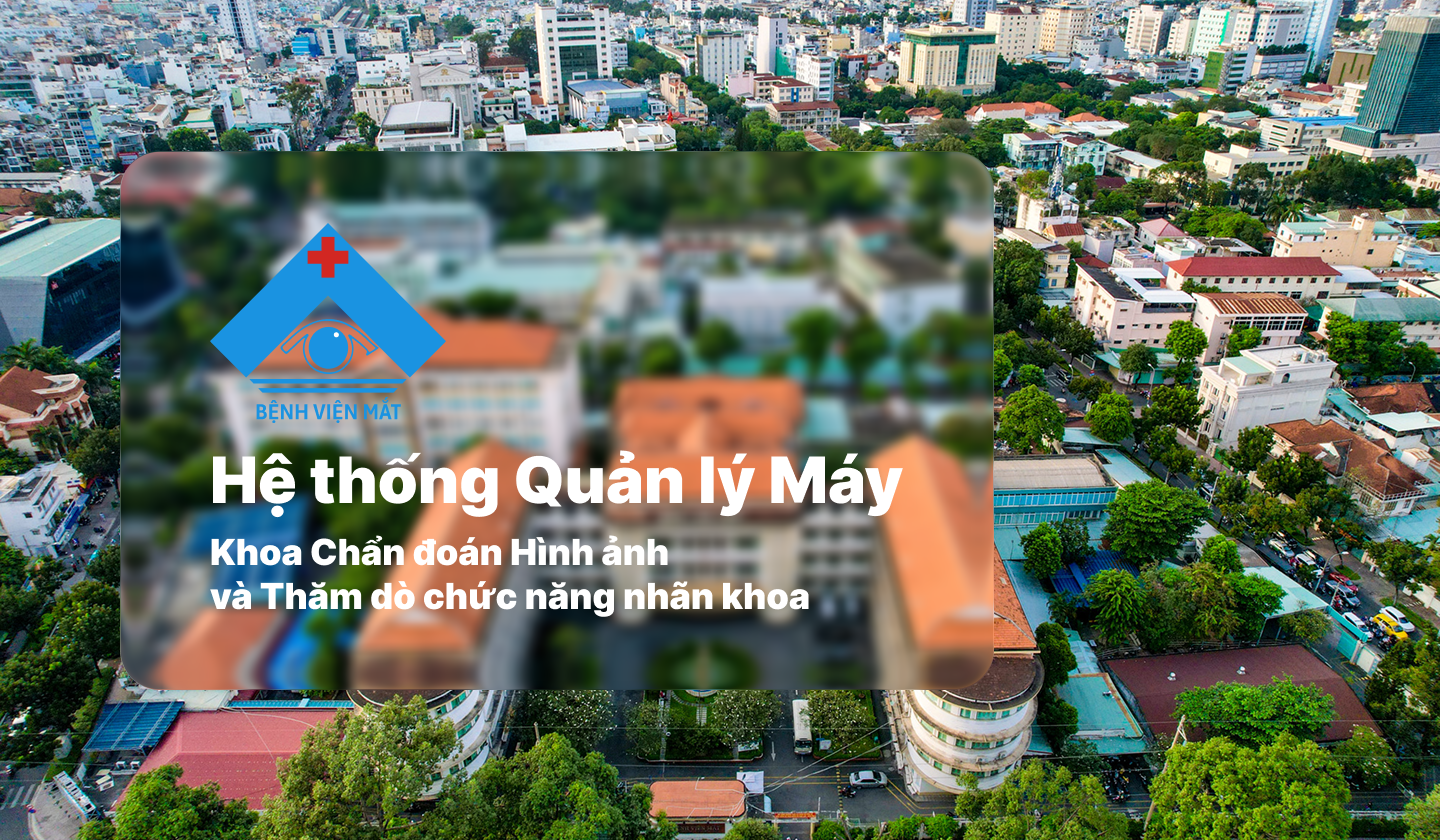 BỆNH VIỆN MẮT
Hệ thống Quản lý Máy
Khoa Chẩn đoán Hình ảnh
và Thăm dò chức năng nhãn khoa